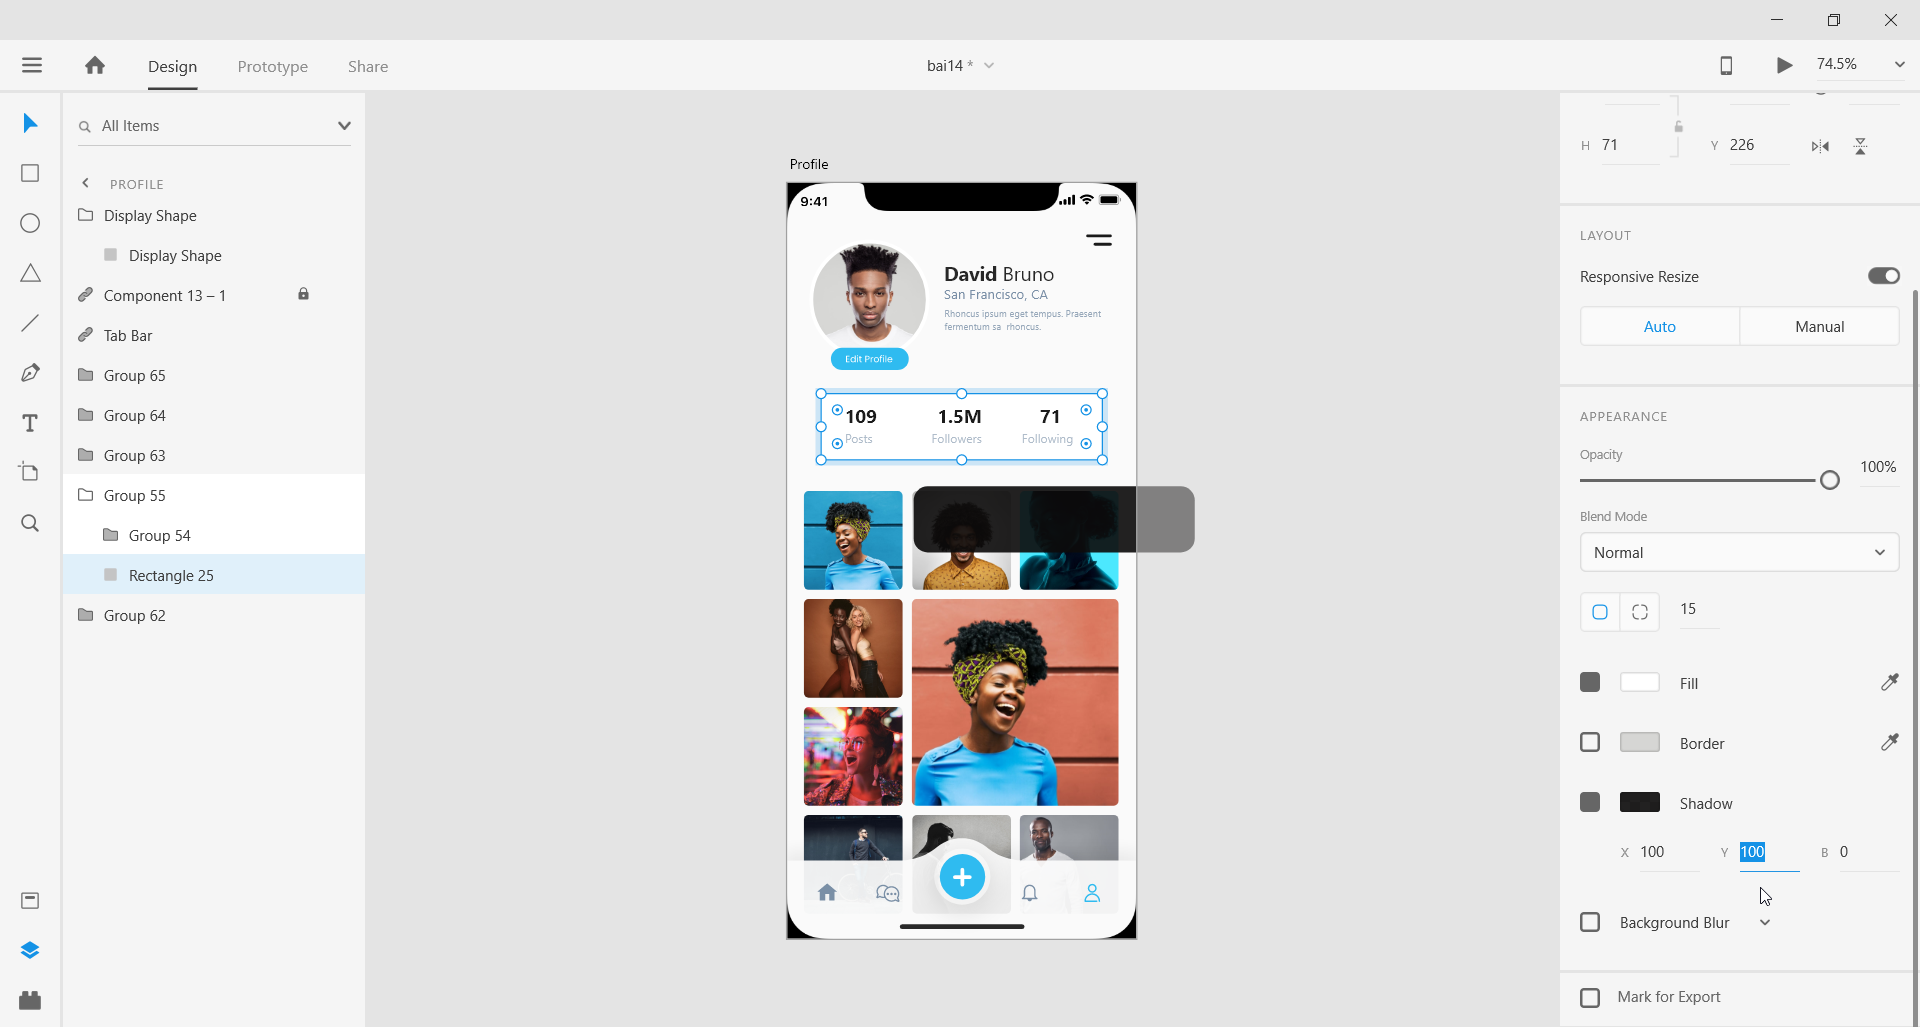 Design
Prototype
Share
bai14 *
74.5%
All Items
PROFILE
Display Shape
Display Shape
Component 13 – 1
Tab Bar
Group 65
Group 64
Group 63
Group 55
Group 54
Rectangle 25
Group 62
Profile
9:41
David Bruno
San Francisco, CA
Rhoncus ipsum eget tempus. Praesent
fermentum sa rhoncus.
Edit Profile
109 1.5M 71
Posts Followers Following
H 71 Y 226
LAYOUT
Responsive Resize
Auto Manual
APPEARANCE
Opacity
100%
Blend Mode
Normal
15
Fill
Border
Shadow
X 100 Y 100 B 0
Background Blur
Mark for Export